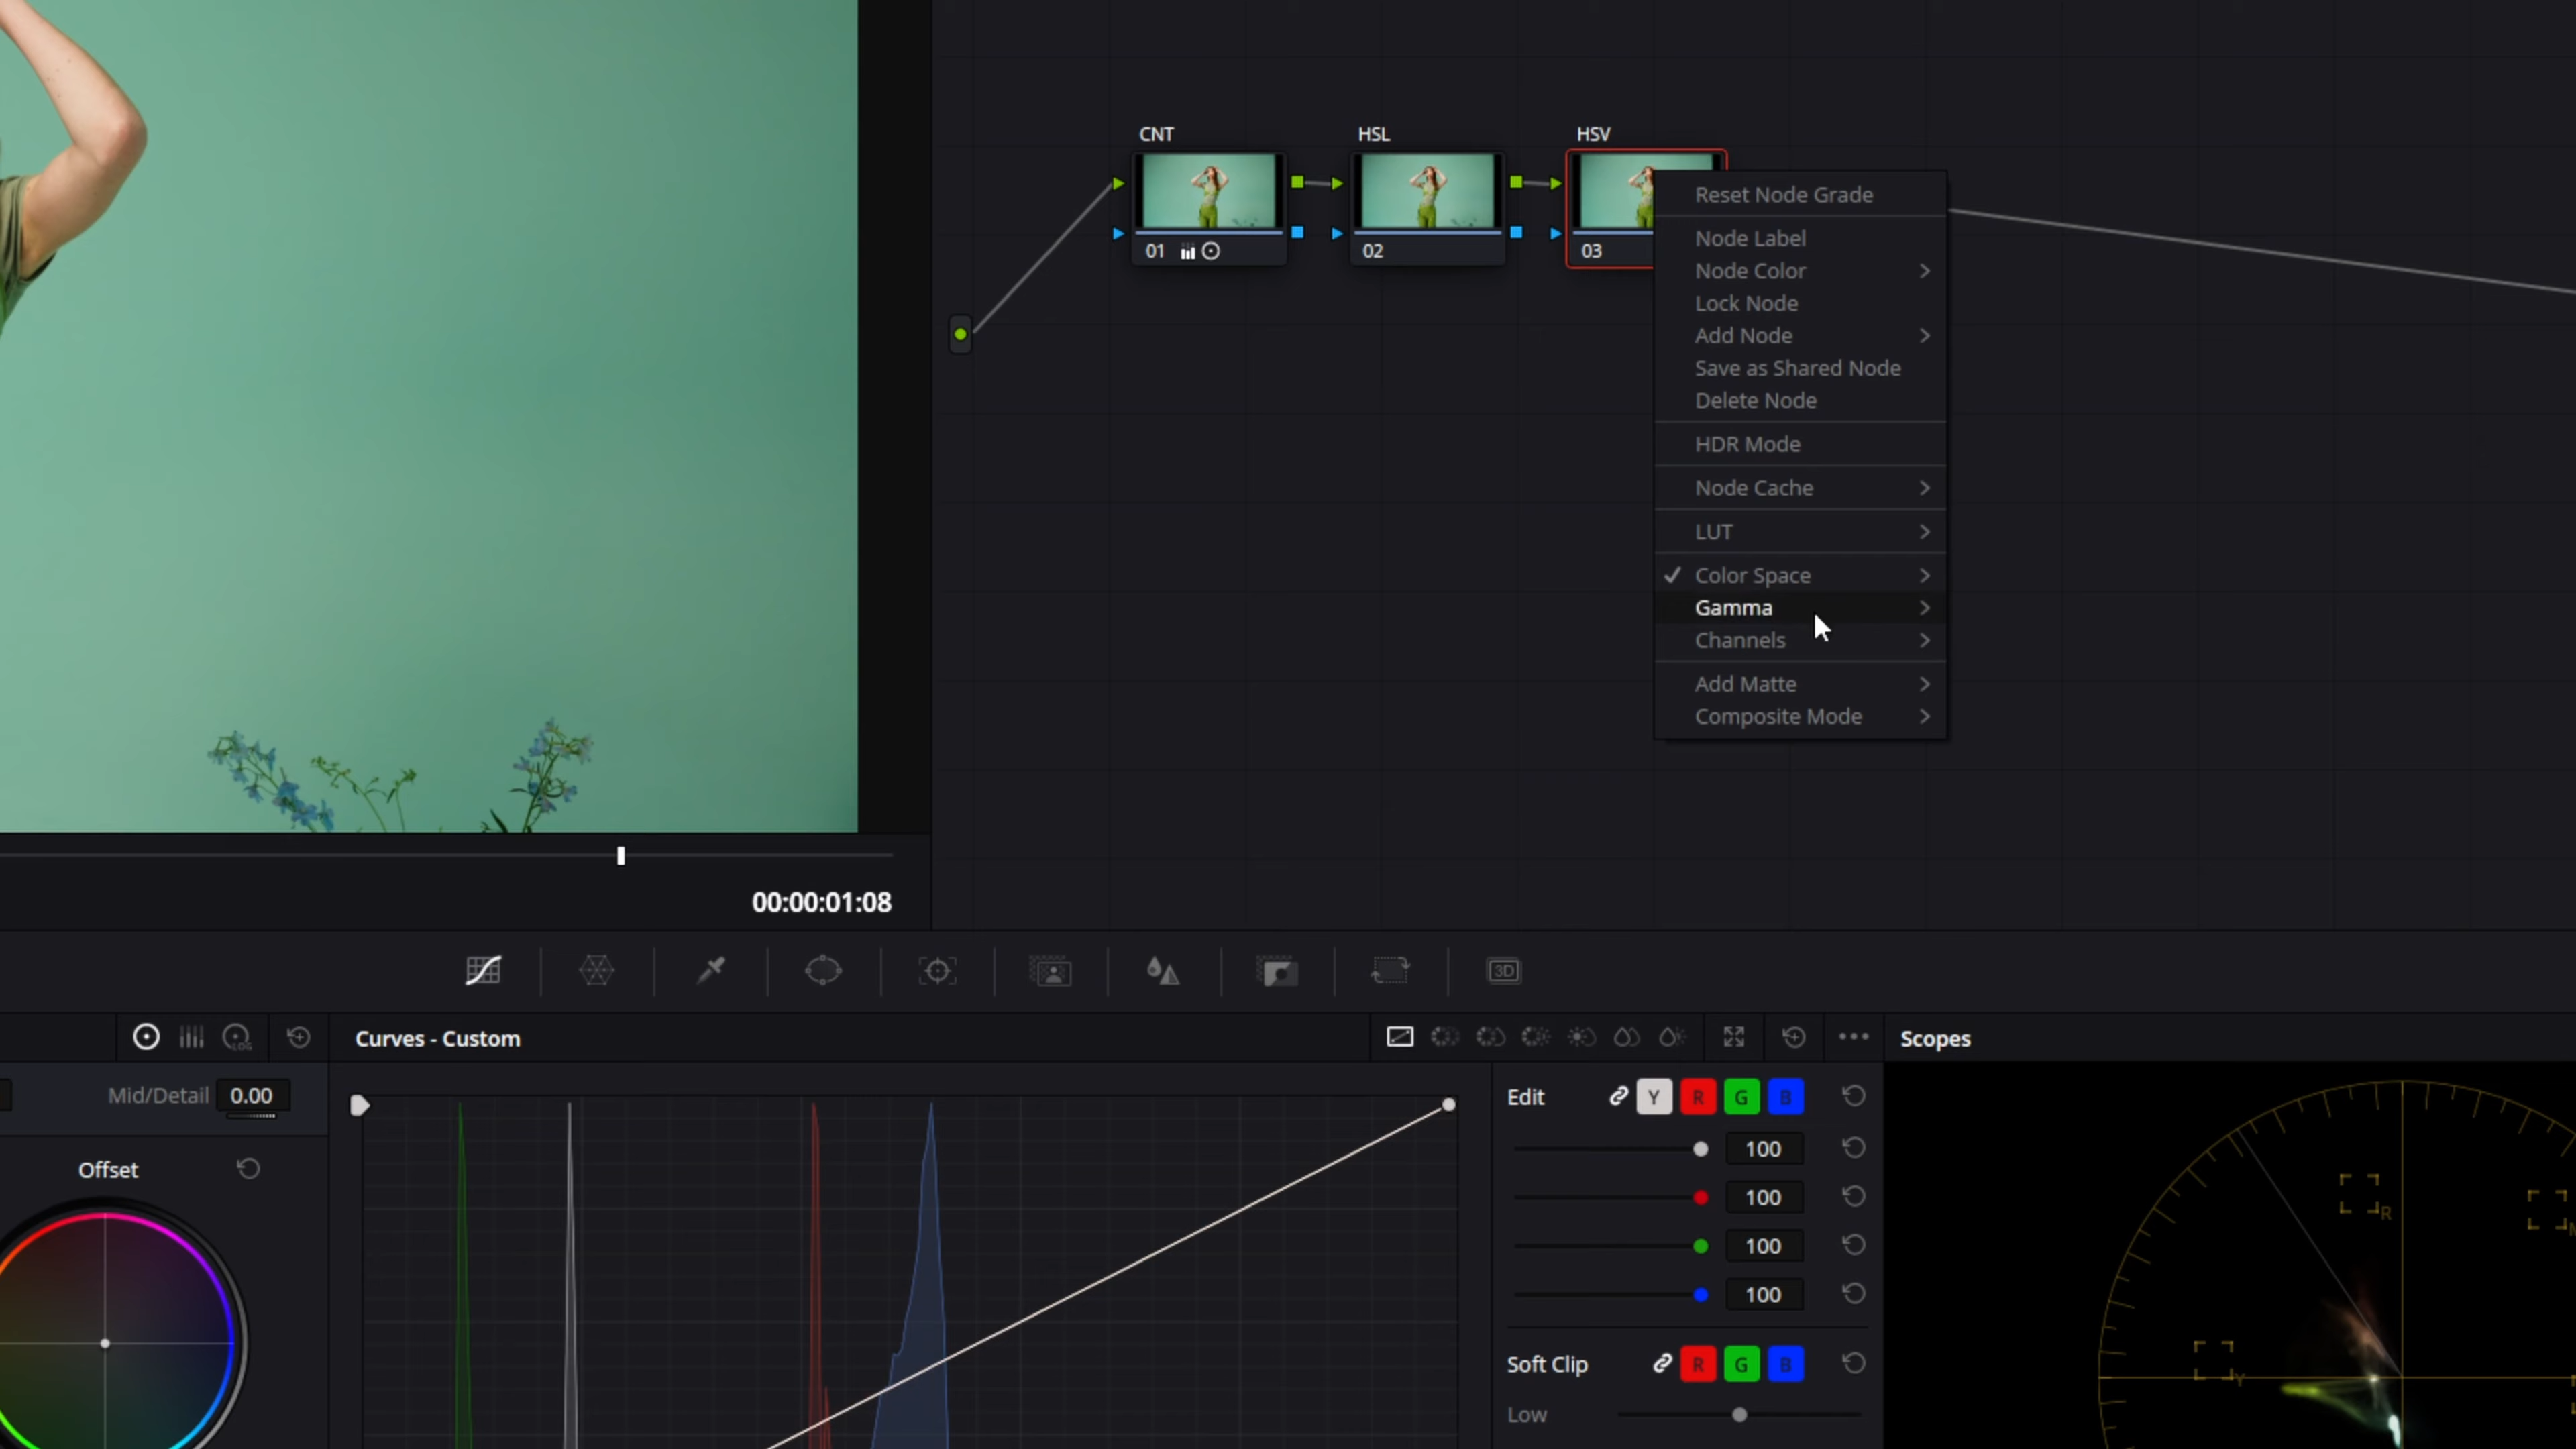 CNT
HSL
HSV
01
02
03
Reset Node Grade
Node Label
Node Color
Lock Node
Add Node
Save as Shared Node
Delete Node
HDR Mode
Node Cache
LUT
Color Space
Gamma
Channels
Add Matte
Composite Mode
00:00:01:08
3D
LOG
Curves - Custom
Scopes
Mid/Detail 0.00
Offset
Edit Y R G B
100
100
100
100
Soft Clip R G B
Low
R
Y